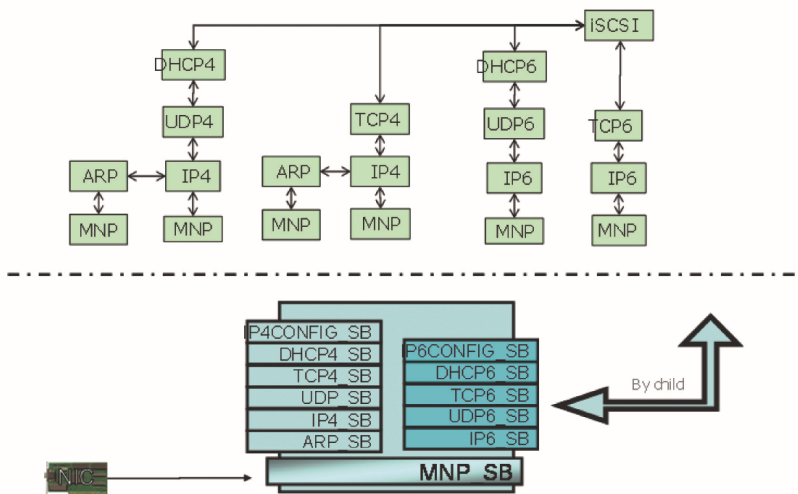 iSCSI
DHCP4
DHCP6
UDP4
TCP4
UDP6
TCP6
ARP
IP4
ARP
IP4
IP6
IP6
MNP
MNP
MNP
MNP
MNP
MNP
IP4CONFIG_SB
DHCP4_SB
TCP4_SB
UDP_SB
IP4_SB
ARP_SB
IP6CONFIG_SB
DHCP6_SB
TCP6_SB
UDP6_SB
IP6_SB
By child
NIC
MNP_SB